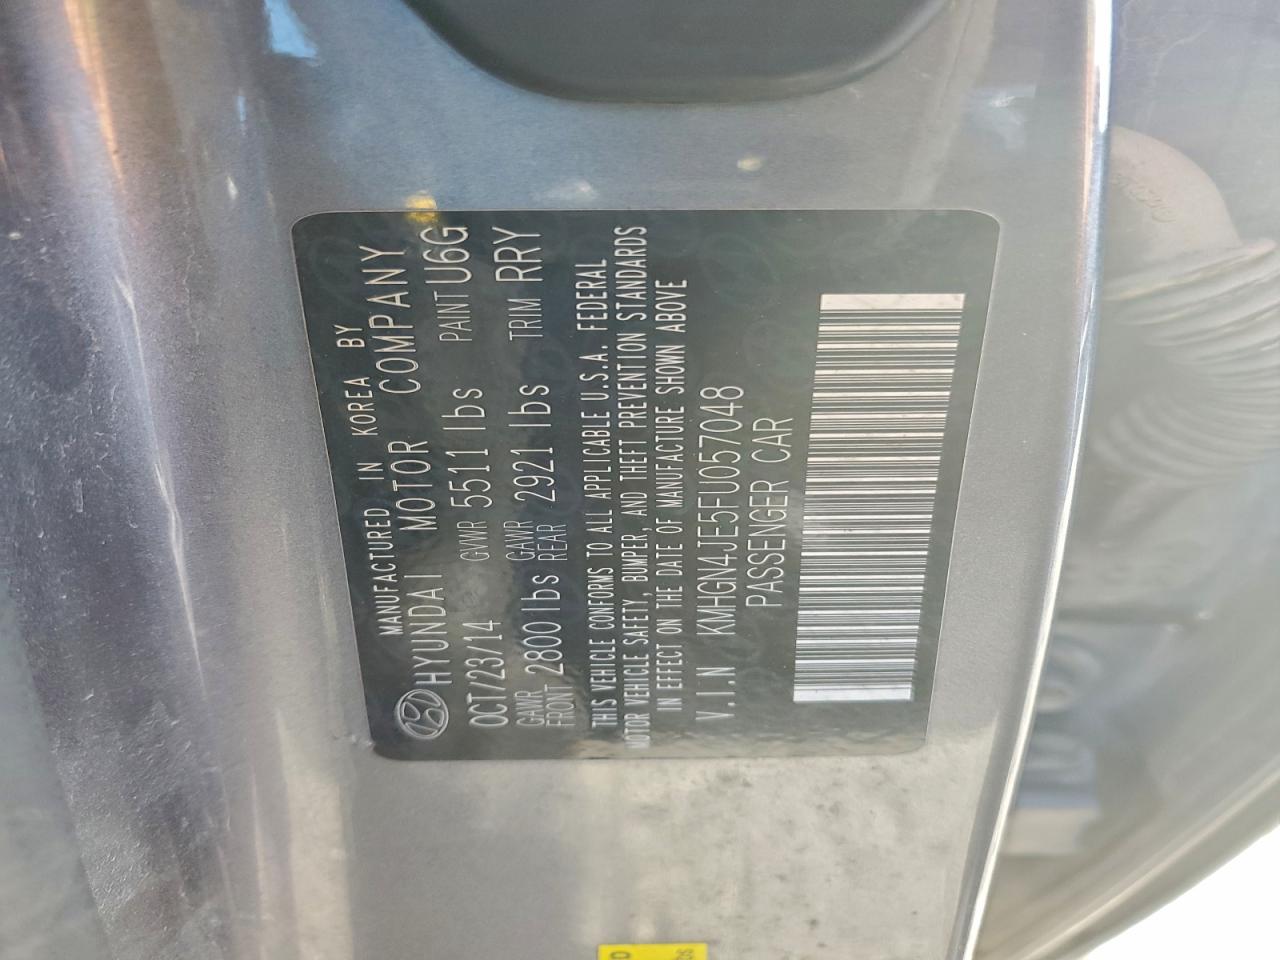 MANUFACTURED IN KOREA BY
HYUNDAI MOTOR COMPANY
OCT/23/14 GVWR 5511 lbs PAINT U6G
GAWR FRONT 2800 lbs GAWR REAR 2921 lbs TRIM RRY
THIS VEHICLE CONFORMS TO ALL APPLICABLE U.S.A. FEDERAL
MOTOR VEHICLE SAFETY, BUMPER, AND THEFT PREVENTION STANDARDS
IN EFFECT ON THE DATE OF MANUFACTURE SHOWN ABOVE
V.I.N KMHGN4JE5FU057048
PASSENGER CAR